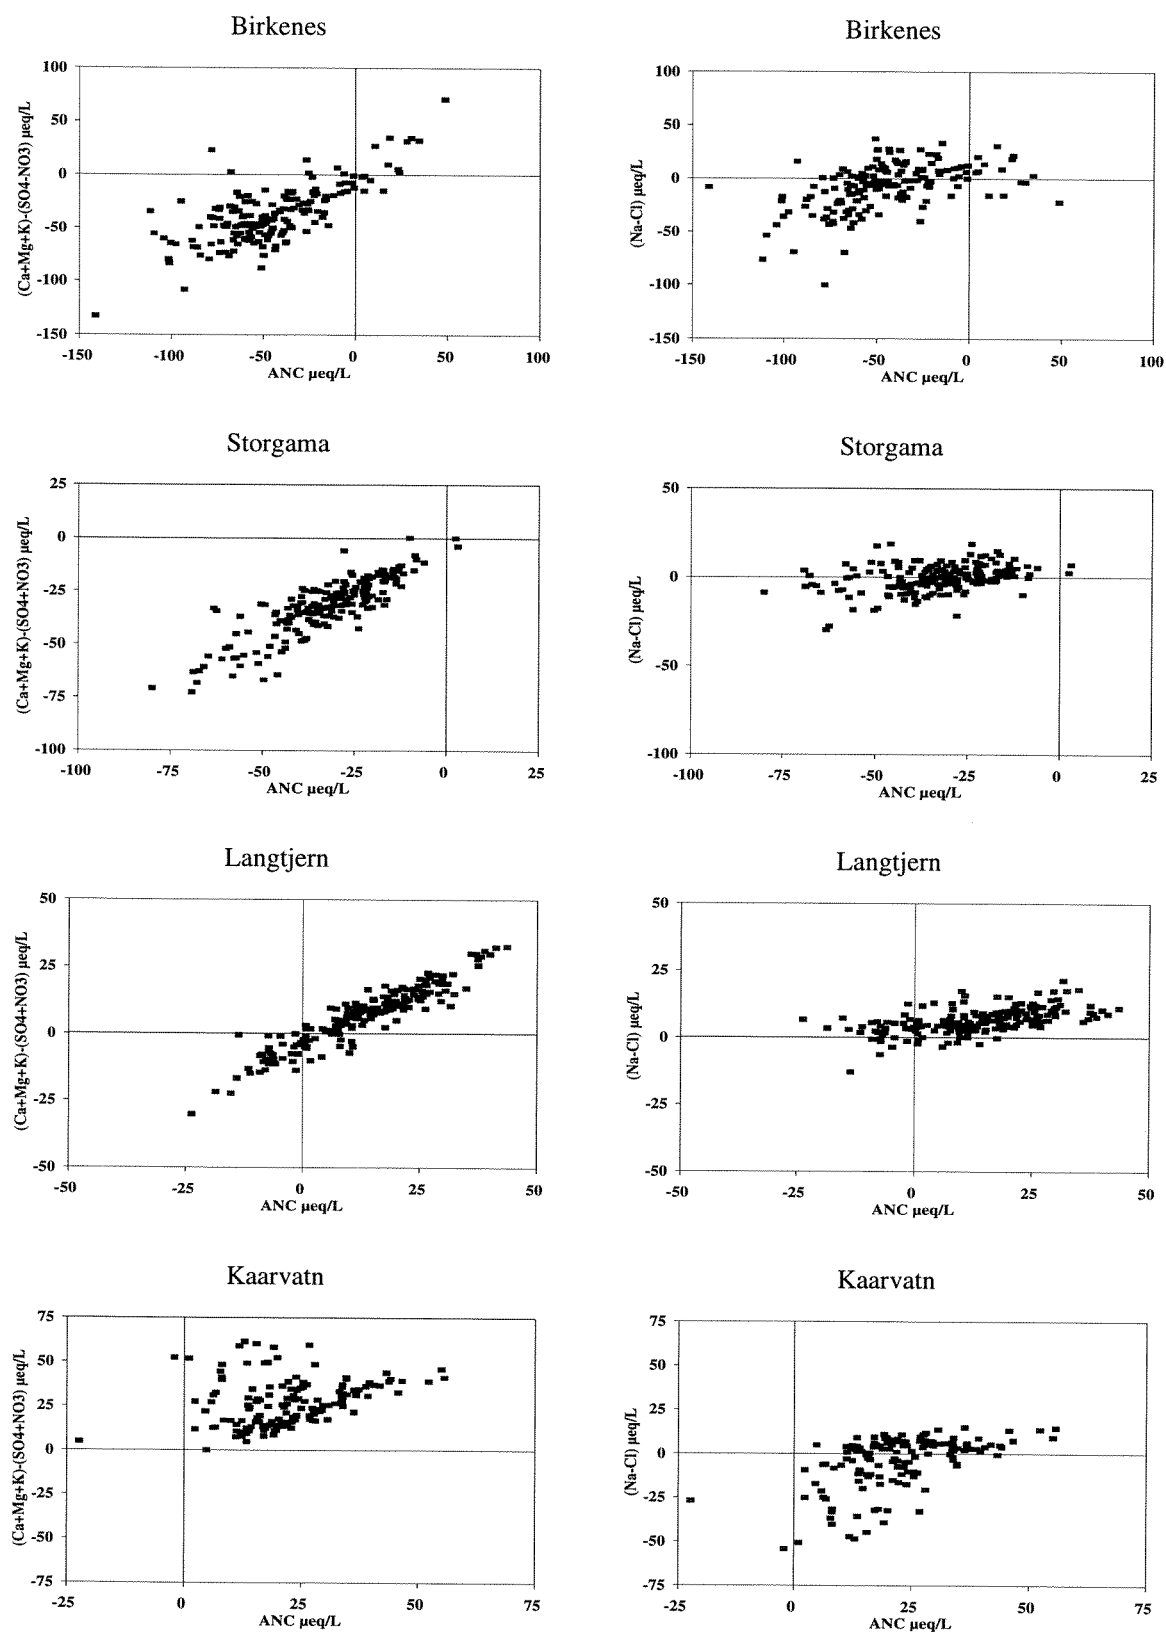 Birkenes
(Ca+Mg+K)-(SO4-NO3) µeq/L
100
50
0
-50
-100
-150
-150 -100 -50 0 50 100
ANC µeq/L
Birkenes
(Na-Cl) µeq/L
100
50
0
-50
-100
-150
-150 -100 -50 0 50 100
ANC µeq/L
Storgama
(Ca+Mg+K)-(SO4+NO3) µeq/L
25
0
-25
-50
-75
-100
-100 -75 -50 -25 0 25
ANC µeq/L
Storgama
(Na-Cl) µeq/L
50
0
-50
-100
-100 -75 -50 -25 0 25
ANC µeq/L
Langtjern
(Ca+Mg+K)-(SO4+NO3) µeq/L
50
25
0
-25
-50
-50 -25 0 25 50
ANC µeq/L
Langtjern
(Na-Cl) µeq/L
50
25
0
-25
-50
-50 -25 0 25 50
ANC µeq/L
Kaarvatn
(Ca+Mg+K)-(SO4+NO3) µeq/L
75
50
25
0
-25
-50
-75
-25 0 25 50 75
ANC µeq/L
Kaarvatn
(Na-Cl) µeq/L
75
50
25
0
-25
-50
-75
-25 0 25 50 75
ANC µeq/L